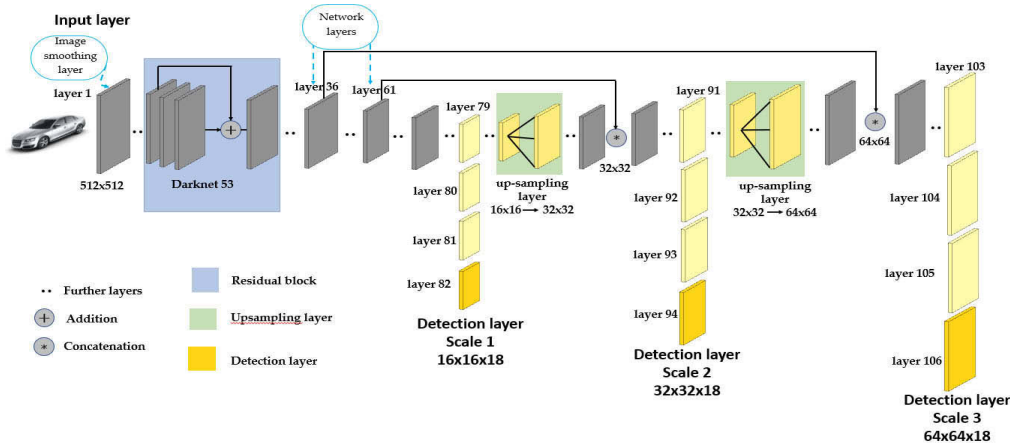 Input layer
Image
smoothing
layer
layer 1
512x512
Darknet 53
Network
layers
layer 36
layer 61
layer 79
layer 80
layer 81
layer 82
Detection layer
Scale 1
16x16x18
up-sampling
layer
16x16 → 32x32
32x32
layer 91
layer 92
layer 93
layer 94
Detection layer
Scale 2
32x32x18
up-sampling
layer
32x32 → 64x64
64x64
layer 103
layer 104
layer 105
layer 106
Detection layer
Scale 3
64x64x18
Further layers
Addition
Concatenation
Residual block
Upsampling layer
Detection layer